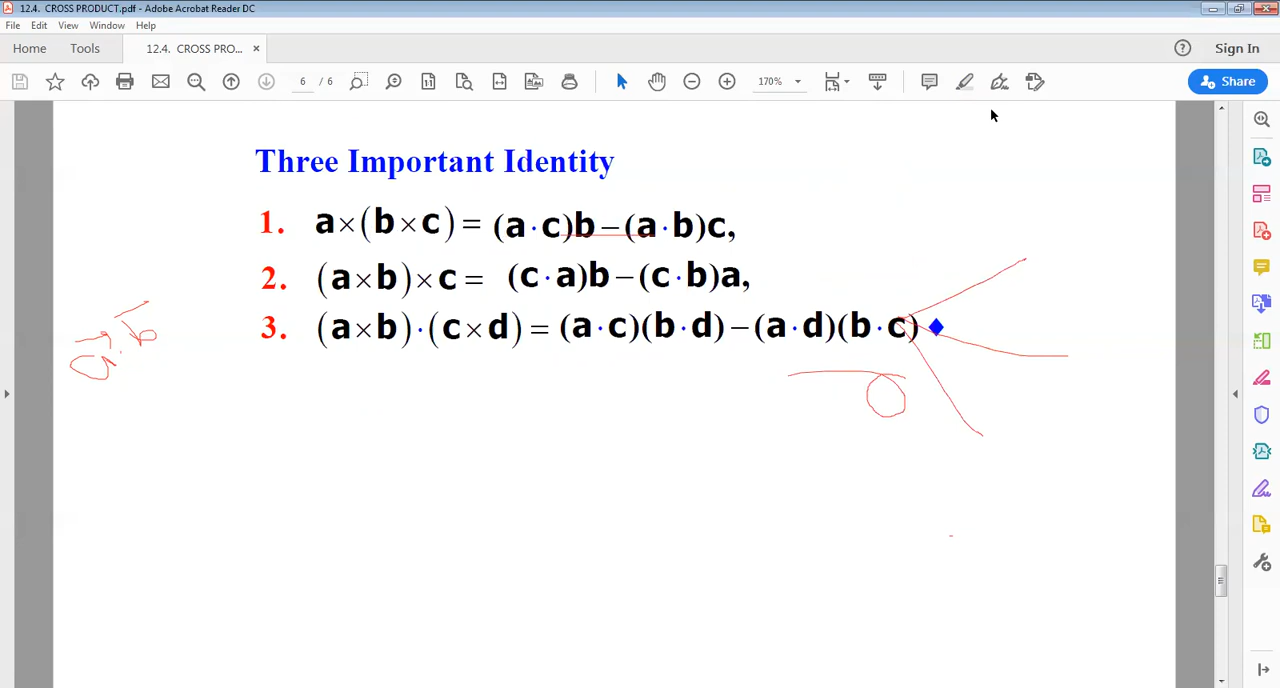 12.4. CROSS PRODUCT.pdf - Adobe Acrobat Reader DC
File Edit View Window Help
Home Tools 12.4. CROSS PRO... × Sign In
6 / 6 170% Share
Three Important Identity
1. a×(b×c)= (a·c)b−(a·b)c,
2. (a×b)×c= (c·a)b−(c·b)a,
3. (a×b)·(c×d)=(a·c)(b·d)−(a·d)(b·c)◆
a·b